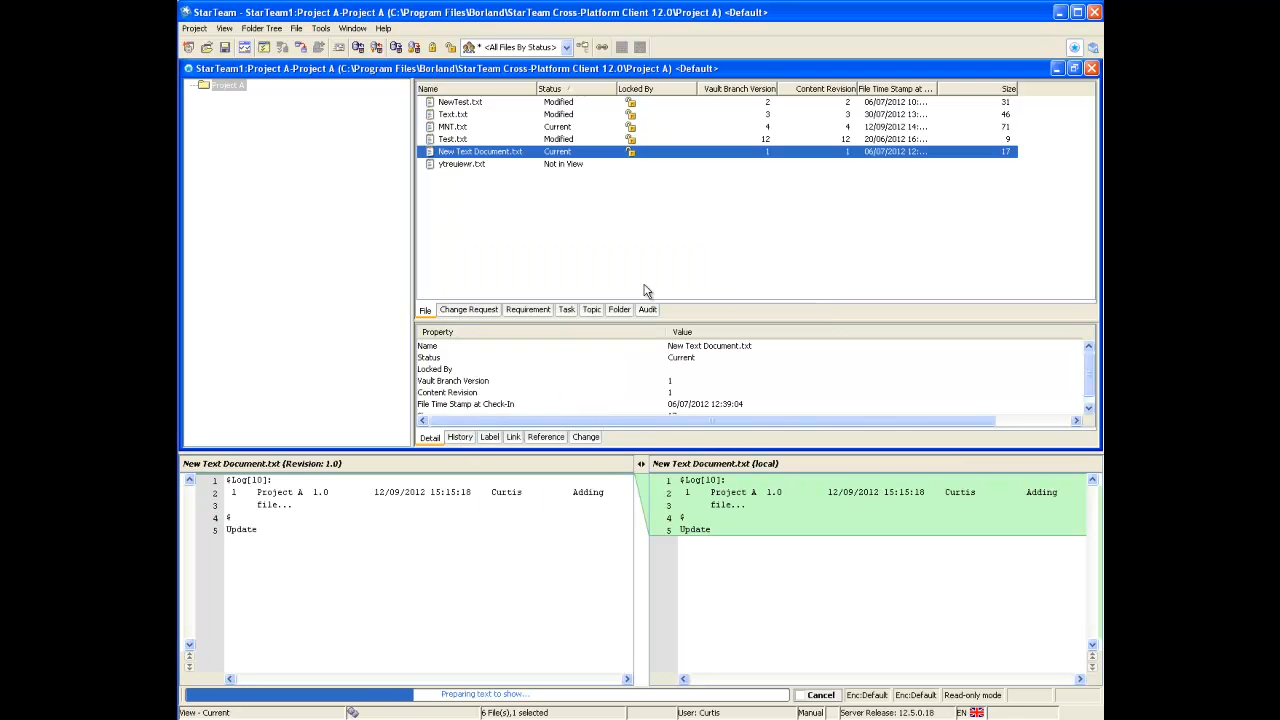 StarTeam - StarTeam1:Project A-Project A (C:\Program Files\Borland\StarTeam Cross-Platform Client 12.0\Project A) <Default>
Project View Folder Tree File Tools Window Help
* <All Files By Status>
StarTeam1:Project A-Project A (C:\Program Files\Borland\StarTeam Cross-Platform Client 12.0\Project A) <Default>
Project A
Name Status / Locked By Vault Branch Version Content Revision File Time Stamp at ... Size
NewTest.txt Modified 2 2 06/07/2012 10:... 31
Text.txt Modified 3 3 30/07/2012 13:... 46
MNT.txt Current 4 4 12/09/2012 14:... 71
Test.txt Modified 12 12 20/06/2012 16:... 9
New Text Document.txt Current 1 1 06/07/2012 12:... 17
ytreuiewr.txt Not in View
File Change Request Requirement Task Topic Folder Audit
Property Value
Name New Text Document.txt
Status Current
Locked By
Vault Branch Version 1
Content Revision 1
File Time Stamp at Check-In 06/07/2012 12:39:04
Detail History Label Link Reference Change
New Text Document.txt (Revision: 1.0) New Text Document.txt (local)
1 $Log[10]: 1 $Log[10]:
2 1 Project A 1.0 12/09/2012 15:15:18 Curtis Adding 2 1 Project A 1.0 12/09/2012 15:15:18 Curtis Adding
3 file... 3 file...
4 $ 4 $
5 Update 5 Update
Preparing text to show... Cancel Enc:Default Enc:Default Read-only mode
View - Current 6 File(s),1 selected User: Curtis Manual Server Release: 12.5.0.18 EN